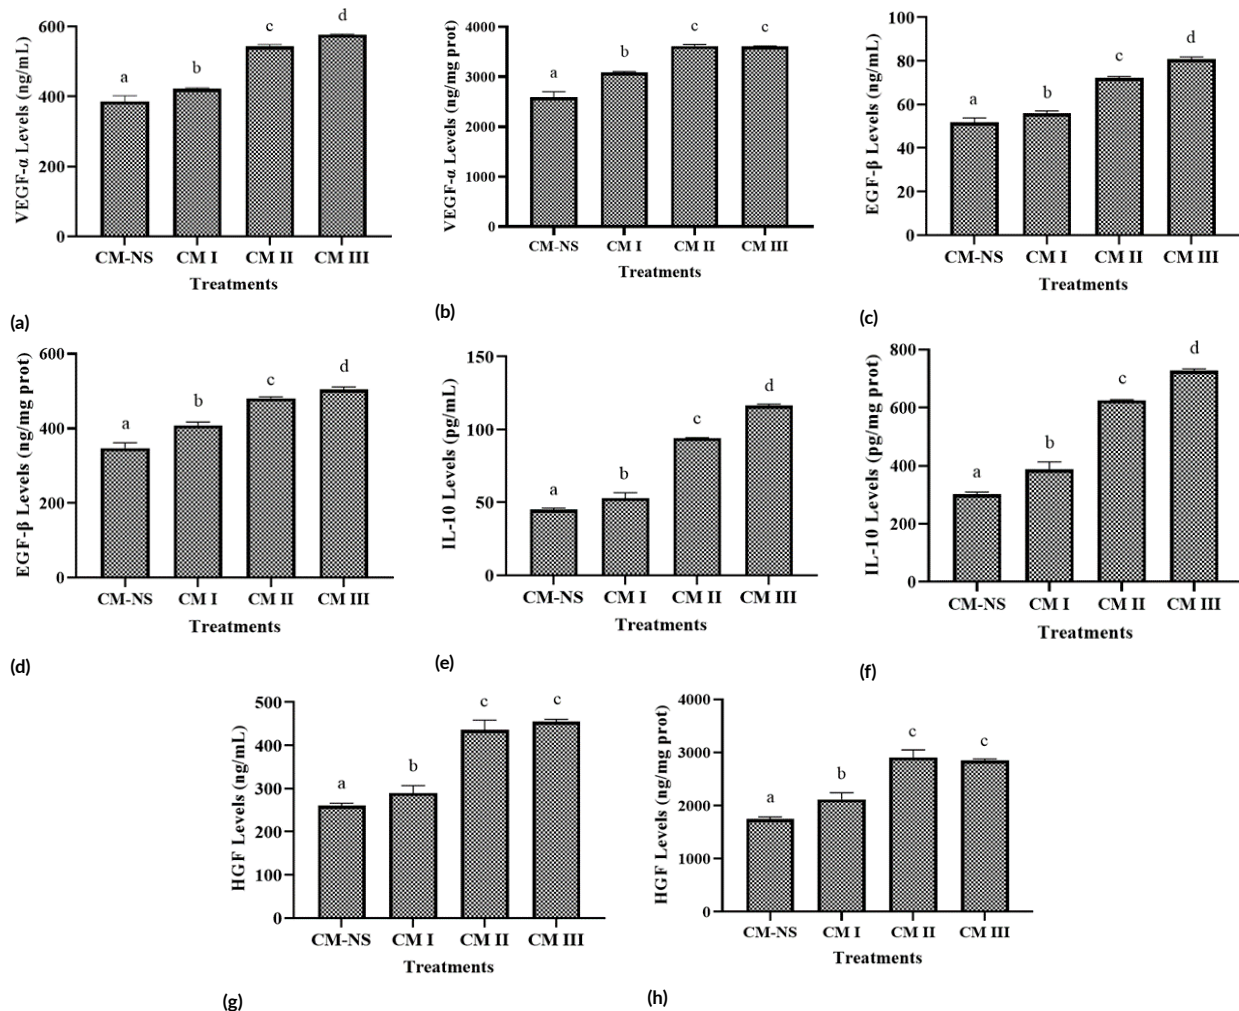 VEGF-α Levels (ng/mL)
600
400
200
0
a
b
c
d
CM-NS CM I CM II CM III
Treatments
(a)
VEGF-α Levels (ng/mg prot)
4000
3000
2000
1000
0
a
b
c
c
CM-NS CM I CM II CM III
Treatments
(b)
EGF-β Levels (ng/mL)
100
80
60
40
20
0
a
b
c
d
CM-NS CM I CM II CM III
Treatments
(c)
EGF-β Levels (ng/mg prot)
600
400
200
0
a
b
c
d
CM-NS CM I CM II CM III
Treatments
(d)
IL-10 Levels (pg/mL)
150
100
50
0
a
b
c
d
CM-NS CM I CM II CM III
Treatments
(e)
IL-10 Levels (pg/mg prot)
800
600
400
200
0
a
b
c
d
CM-NS CM I CM II CM III
Treatments
(f)
HGF Levels (ng/mL)
500
400
300
200
100
0
a
b
c
c
CM-NS CM I CM II CM III
Treatments
(g)
HGF Levels (ng/mg prot)
4000
3000
2000
1000
0
a
b
c
c
CM-NS CM I CM II CM III
Treatments
(h)